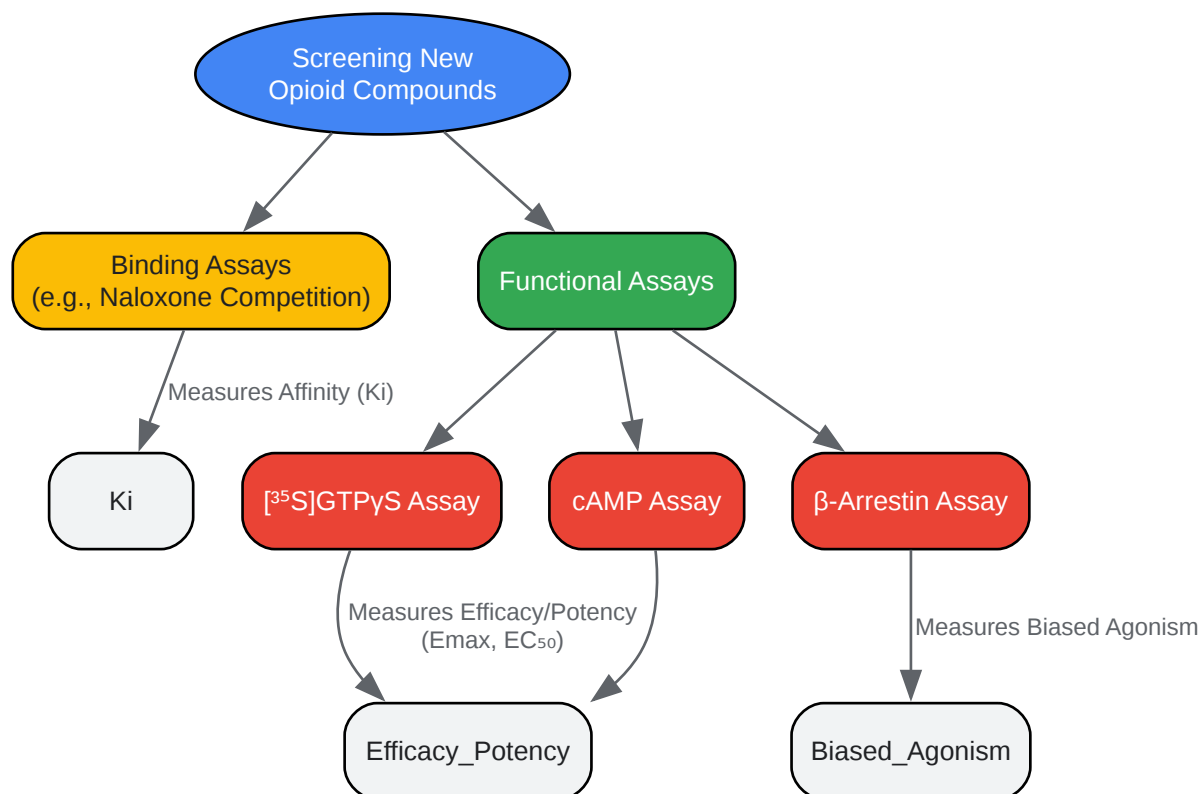 Screening New
Opioid Compounds
Binding Assays
(e.g., Naloxone Competition)
Functional Assays
Measures Affinity (Ki)
Ki
[³⁵S]GTPγS Assay
cAMP Assay
β-Arrestin Assay
Measures Efficacy/Potency
(Emax, EC₅₀)
Measures Biased Agonism
Efficacy_Potency
Biased_Agonism